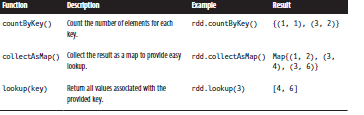 Function Description Example Result
countByKey() Count the number of elements for each rdd.countByKey() {(1, 1), (3, 2)}
key.
collectAsMap() Collect the result as a map to provide easy rdd.collectAsMap() Map{(1, 2), (3,
lookup. 4), (3, 6)}
lookup(key) Return all values associated with the rdd.lookup(3) [4, 6]
provided key.